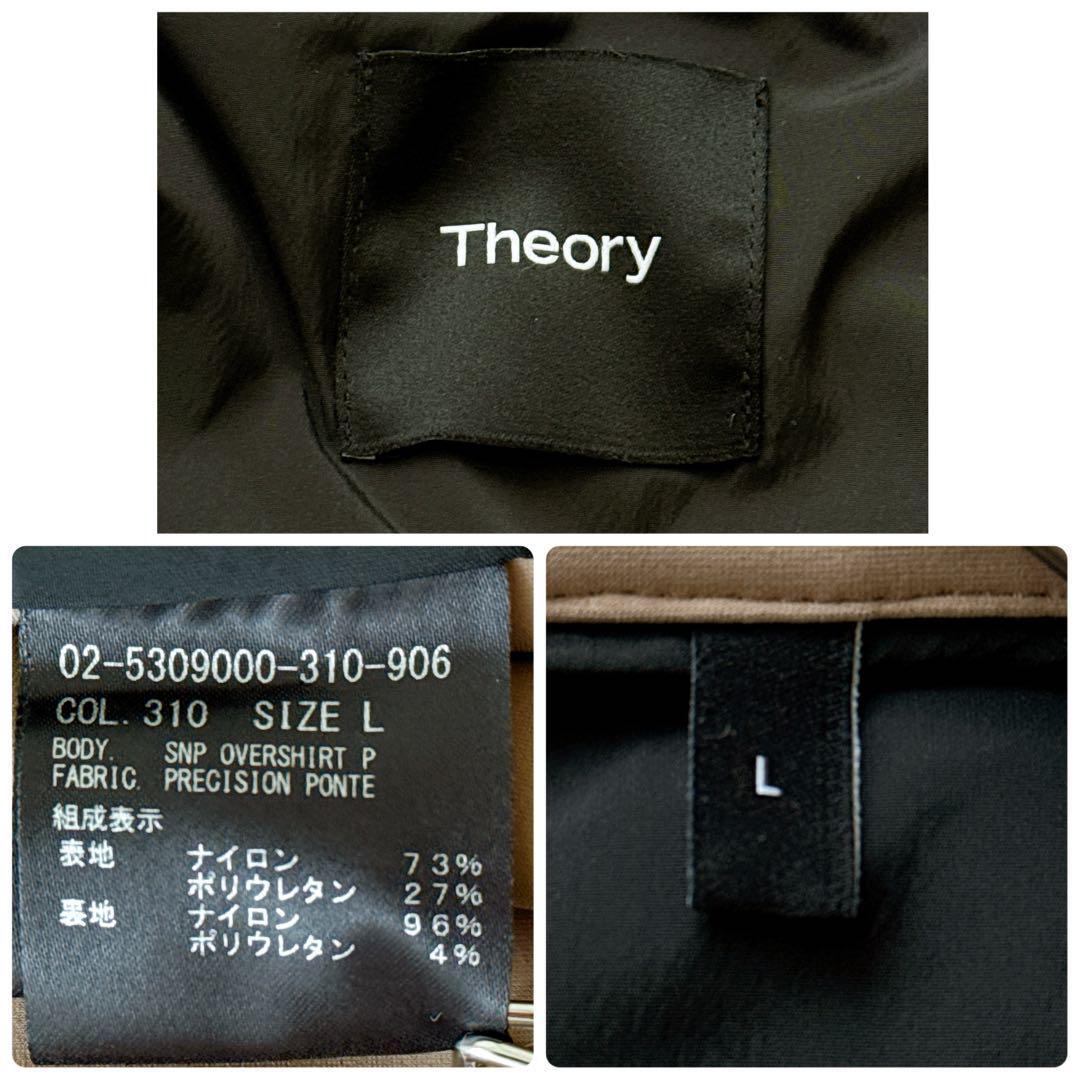 Theory
02-5309000-310-906
COL. 310 SIZE L
BODY. SNP OVERSHIRT P
FABRIC. PRECISION PONTE
組成表示
表地 ナイロン 73%
ポリウレタン 27%
裏地 ナイロン 96%
ポリウレタン 4%
L